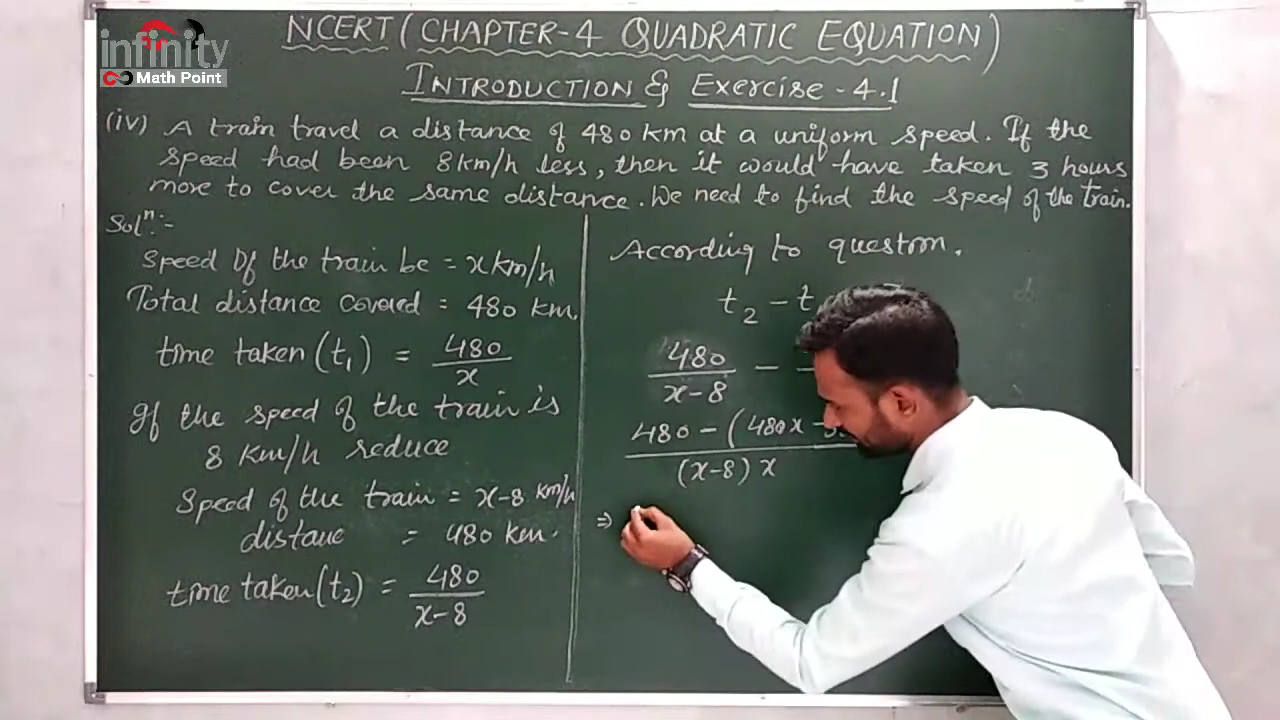 infinity
Math Point
NCERT (CHAPTER-4 QUADRATIC EQUATION)
INTRODUCTION & Exercise - 4.1
(iv) A train travel a distance of 480 km at a uniform speed. If the
speed had been 8km/h less, then it would have taken 3 hours
more to cover the same distance. We need to find the speed of the train.
Solⁿ:-
Speed Of the train be = x km/h
Total distance covered = 480 km.
time taken (t₁) = 480/x
If the speed of the train is
8 Km/h reduce
Speed of the train = x-8 km/h
distane = 480 km.
time taken (t₂) = 480/(x-8)
According to question.
t₂ - t
480/(x-8) -
480 - (480x -
(x-8) x
⇒